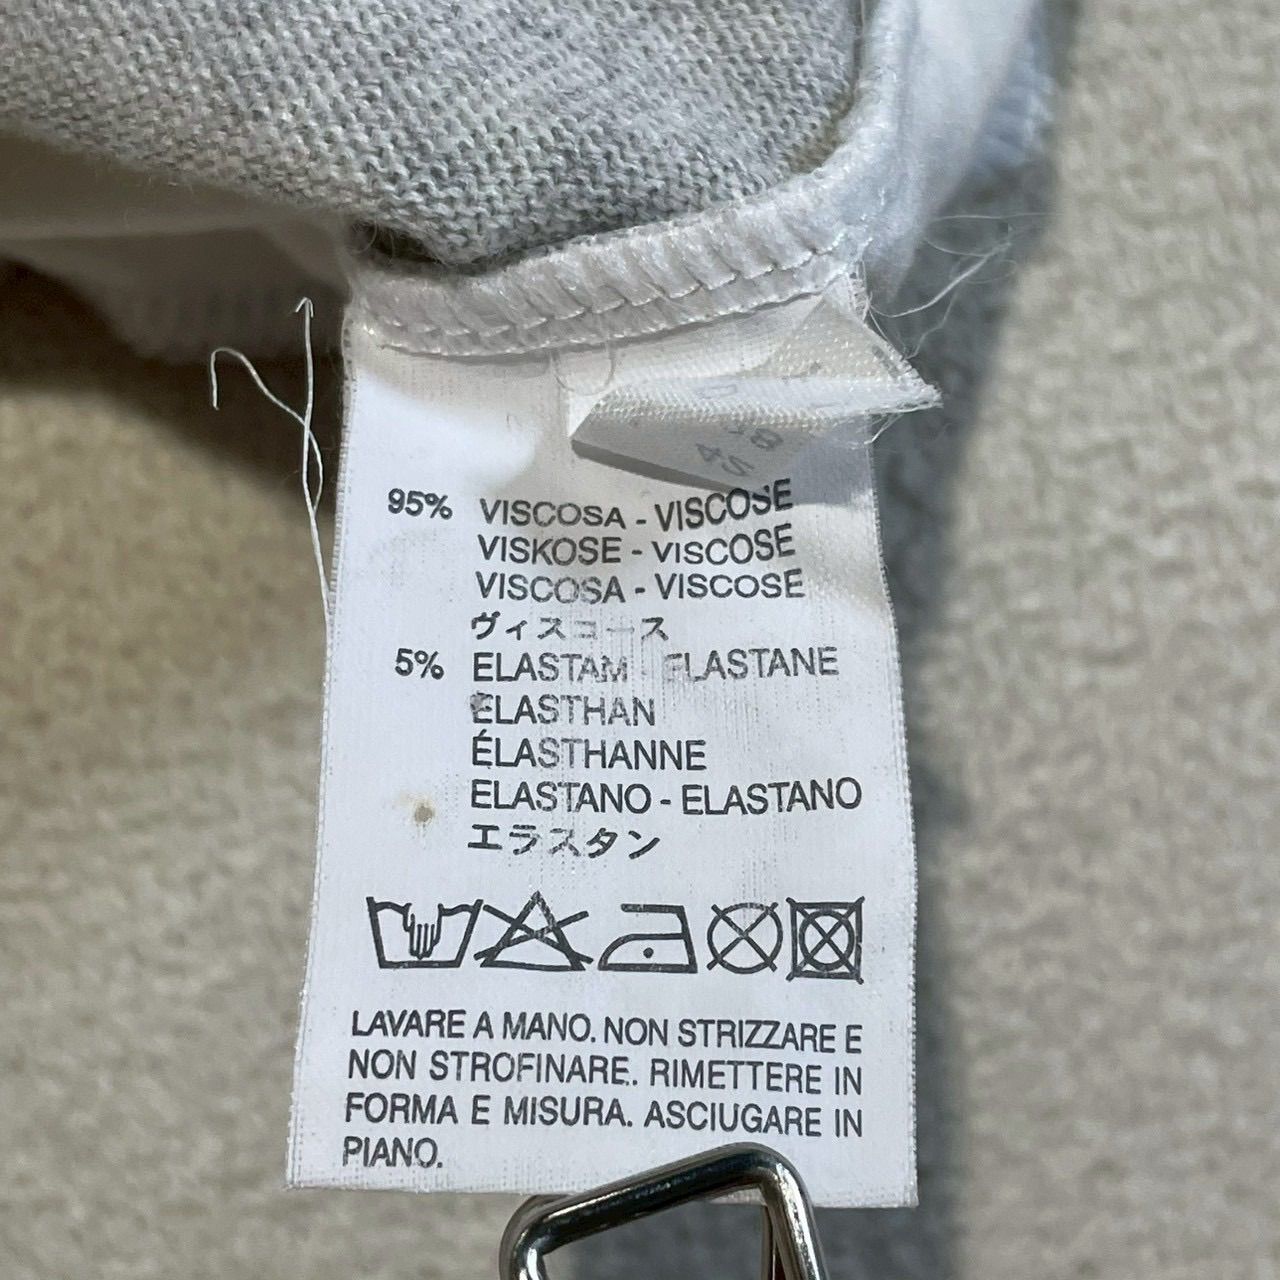 95% VISCOSA - VISCOSE
VISKOSE - VISCOSE
VISCOSA - VISCOSE
ヴィスコース
5% ELASTAM - ELASTANE
ELASTHAN
ÉLASTHANNE
ELASTANO - ELASTANO
エラスタン
LAVARE A MANO. NON STRIZZARE E
NON STROFINARE. RIMETTERE IN
FORMA E MISURA. ASCIUGARE IN
PIANO.